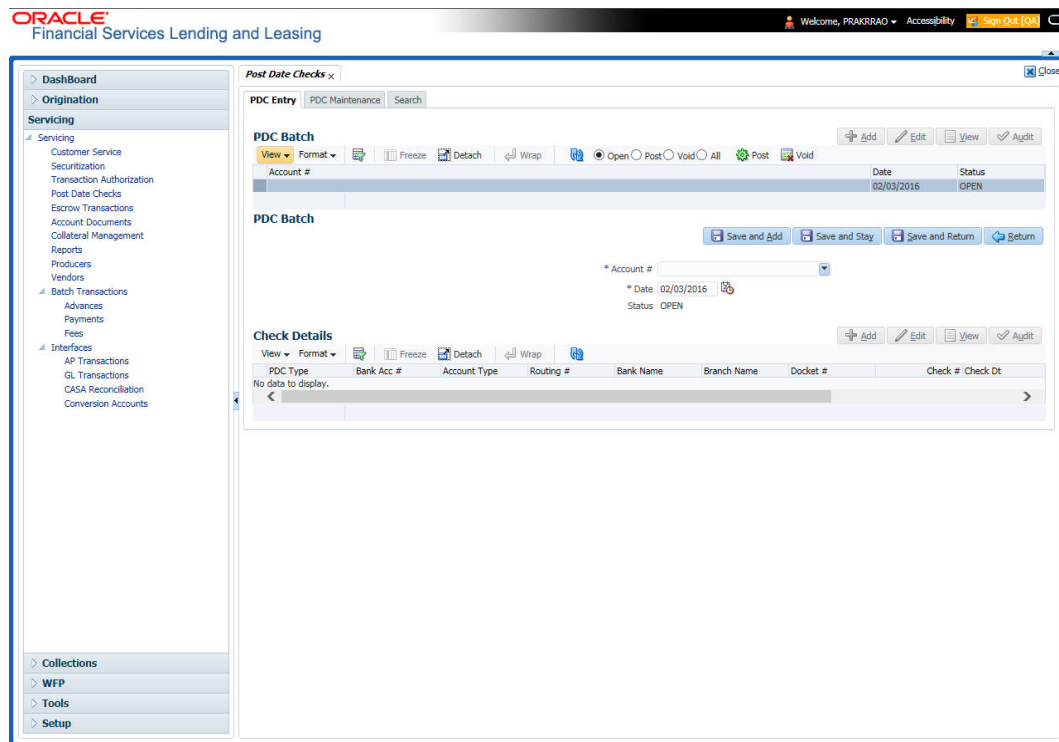 ORACLE
Financial Services Lending and Leasing
Welcome, PRAKRRAO Accessibility Sign Out [QA]
Close
DashBoard
Origination
Servicing
Servicing
Customer Service
Securitization
Transaction Authorization
Post Date Checks
Escrow Transactions
Account Documents
Collateral Management
Reports
Producers
Vendors
Batch Transactions
Advances
Payments
Fees
Interfaces
AP Transactions
GL Transactions
CASA Reconciliation
Conversion Accounts
Collections
WFP
Tools
Setup
Post Date Checks x
PDC Entry PDC Maintenance Search
PDC Batch
Add Edit View Audit
View Format Freeze Detach Wrap Open Post Void All Post Void
Account # Date Status
02/03/2016 OPEN
PDC Batch
Save and Add Save and Stay Save and Return Return
* Account #
* Date 02/03/2016
Status OPEN
Check Details
Add Edit View Audit
View Format Freeze Detach Wrap
PDC Type Bank Acc # Account Type Routing # Bank Name Branch Name Docket # Check # Check Dt
No data to display.